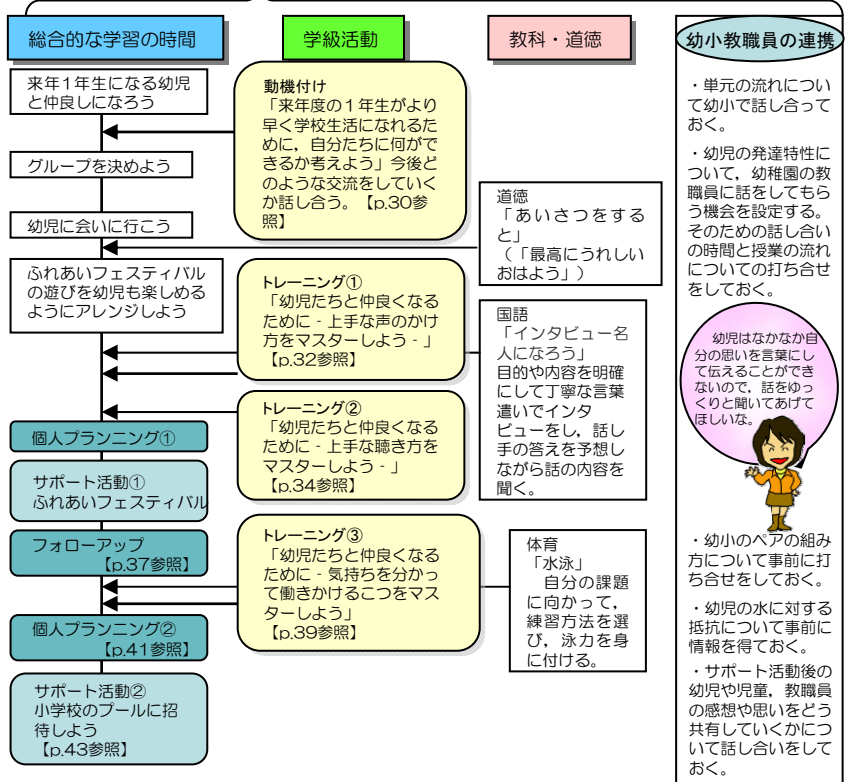 総合的な学習の時間
来年1年生になる幼児
と仲良しになろう
グループを決めよう
幼児に会いに行こう
ふれあいフェスティバル
の遊びを幼児も楽しめる
ようにアレンジしよう
個人プランニング①
サポート活動①
ふれあいフェスティバル
フォローアップ
【p.37参照】
個人プランニング②
【p.41参照】
サポート活動②
小学校のプールに招
待しよう
【p.43参照】
学級活動
動機付け
「来年度の1年生がより
早く学校生活になれるた
めに，自分たちに何がで
きるか考えよう」今後ど
のような交流をしていく
か話し合う。【p.30参
照】
トレーニング①
「幼児たちと仲良くなる
ために‐上手な声のかけ
方をマスターしよう‐」
【p.32参照】
トレーニング②
「幼児たちと仲良くなる
ために‐上手な聴き方を
マスターしよう‐」
【p.34参照】
トレーニング③
「幼児たちと仲良くなる
ために‐気持ちを分かっ
て働きかけるこつをマス
ターしよう」
【p.39参照】
教科・道徳
道徳
「あいさつをする
と」
（「最高にうれしい
おはよう」）
国語
「インタビュー名
人になろう」
目的や内容を明確
にして丁寧な言葉
遣いでインタ
ビューをし，話し
手の答えを予想し
ながら話の内容を
聞く。
体育
「水泳」
自分の課題
に向かって，
練習方法を選
び，泳力を身
に付ける。
幼小教職員の連携
・単元の流れについ
て幼小で話し合って
おく。
・幼児の発達特性に
ついて，幼稚園の教
職員に話をしてもら
う機会を設定する。
そのための話し合い
の時間と授業の流れ
についての打ち合せ
をしておく。
幼児はなかなか自
分の思いを言葉にし
て伝えることができ
ないので，話をゆっ
くりと聞いてあげて
ほしいな。
・幼小のペアの組み
方について事前に打
ち合せをしておく。
・幼児の水に対する
抵抗について事前に
情報を得ておく。
・サポート活動後の
幼児や児童，教職員
の感想や思いをどう
共有していくかにつ
いて話し合いをして
おく。